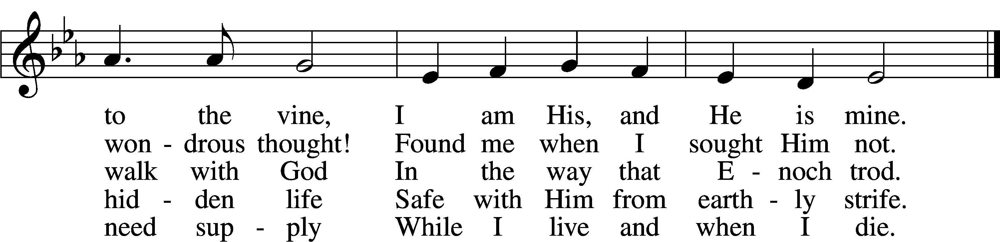 to the vine, I am His, and He is mine.
won - drous thought! Found me when I sought Him not.
walk with God In the way that E - noch trod.
hid - den life Safe with Him from earth - ly strife.
need sup - ply While I live and when I die.